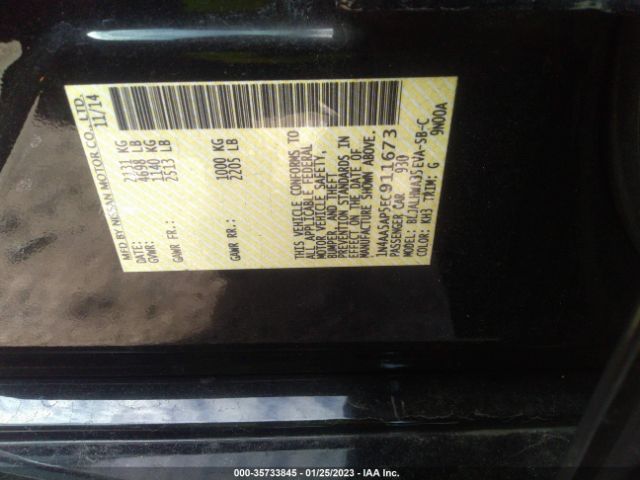 MFD BY NISSAN MOTOR CO., LTD.
DATE: 11/14
GVWR: 2131 KG
4698 LB
GAWR FR.: 1140 KG
2513 LB
GAWR RR.: 1000 KG
2205 LB
THIS VEHICLE CONFORMS TO
ALL APPLICABLE FEDERAL
MOTOR VEHICLE SAFETY,
BUMPER, AND THEFT
PREVENTION STANDARDS IN
EFFECT ON THE DATE OF
MANUFACTURE SHOWN ABOVE.
1N4AA5AP5EC911673
PASSENGER CAR 930
MODEL:
COLOR: KH3 TRIM: G 9N00A
000-35733845 - 01/25/2023 - IAA Inc.